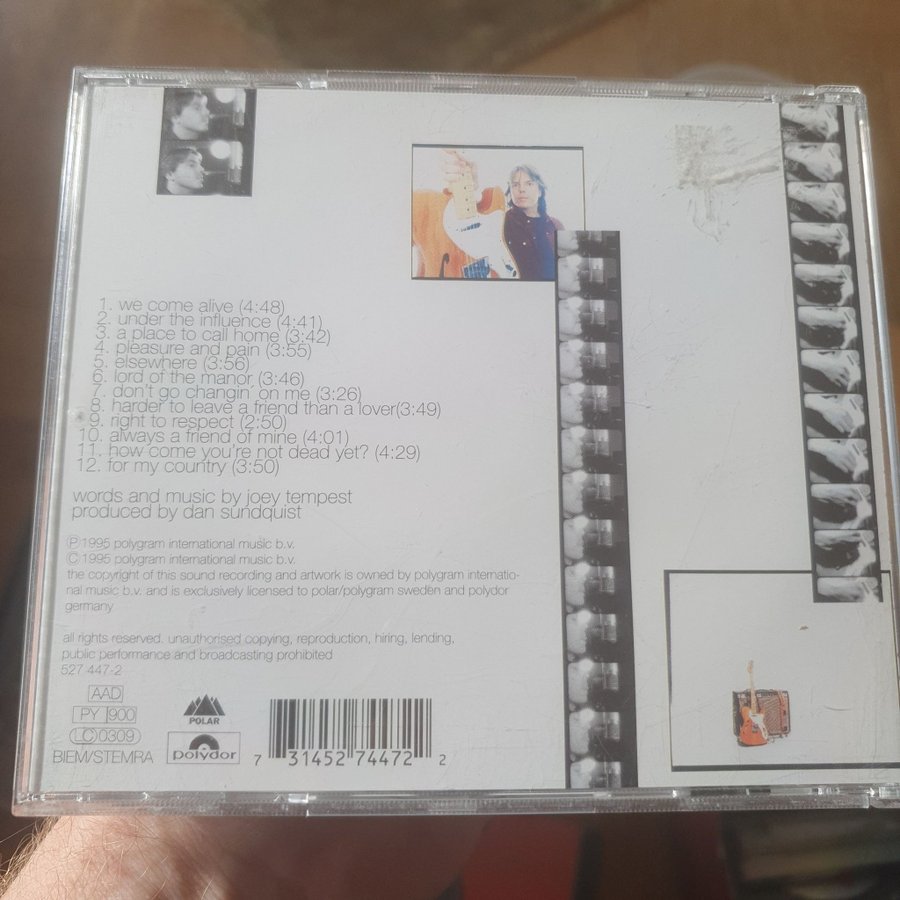 1. we come alive (4:48)
2. under the influence (4:41)
3. a place to call home (3:42)
4. pleasure and pain (3:55)
5. elsewhere (3:56)
6. lord of the manor (3:46)
7. don't go changin' on me (3:26)
8. harder to leave a friend than a lover(3:49)
9. right to respect (2:50)
10. always a friend of mine (4:01)
11. how come you're not dead yet? (4:29)
12. for my country (3:50)
words and music by joey tempest
produced by dan sundquist
Ⓟ1995 polygram international music b.v.
©1995 polygram international music b.v.
the copyright of this sound recording and artwork is owned by polygram internatio-
nal music b.v. and is exclusively licensed to polar/polygram sweden and polydor
germany
all rights reserved. unauthorised copying, reproduction, hiring, lending,
public performance and broadcasting prohibited
527 447-2
AAD
PY 900
LC 0309
BIEM/STEMRA
POLAR
polydor
7 31452 74472 2